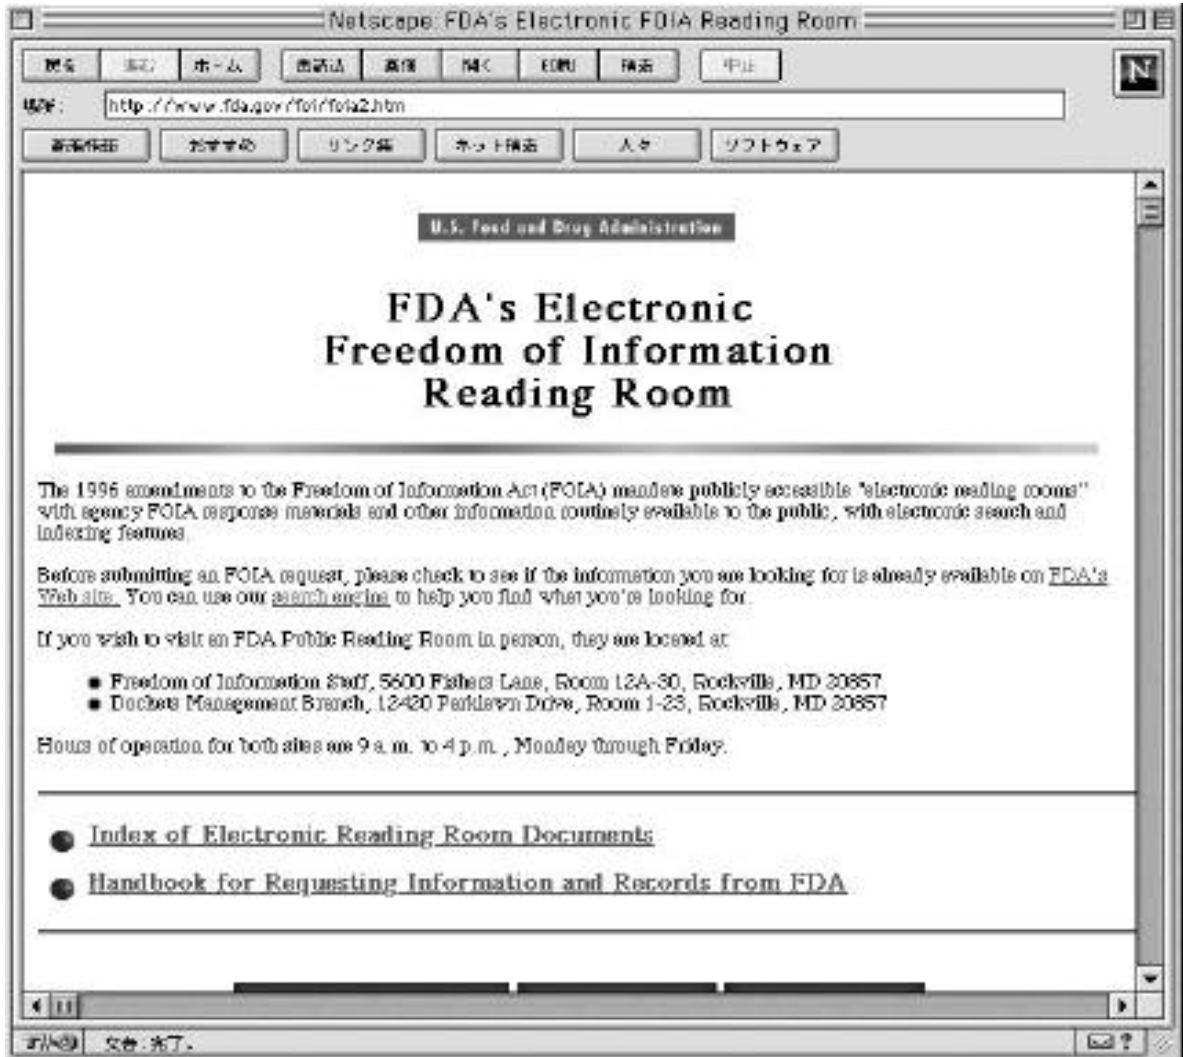 Netscape: FDA's Electronic FOIA Reading Room
戻る 進む ホーム 再読込 画像 開く 印刷 検索 中止
N
場所: http://www.fda.gov/foi/foia2.htm
新着情報 おすすめ リンク集 ネット検索 人々 ソフトウェア
U.S. Food and Drug Administration
FDA's Electronic
Freedom of Information
Reading Room
The 1996 amendments to the Freedom of Information Act (FOIA) mandate publicly accessible "electronic reading rooms"
with agency FOIA response materials and other information routinely available to the public, with electronic search and
indexing features.
Before submitting an FOIA request, please check to see if the information you are looking for is already available on FDA's
Web site. You can use our search engine to help you find what you're looking for.
If you wish to visit an FDA Public Reading Room in person, they are located at:
Freedom of Information Staff, 5600 Fishers Lane, Room 12A-30, Rockville, MD 20857
Dockets Management Branch, 12420 Parklawn Drive, Room 1-23, Rockville, MD 20857
Hours of operation for both sites are 9 a.m. to 4 p.m., Monday through Friday.
Index of Electronic Reading Room Documents
Handbook for Requesting Information and Records from FDA
文書:完了.
?